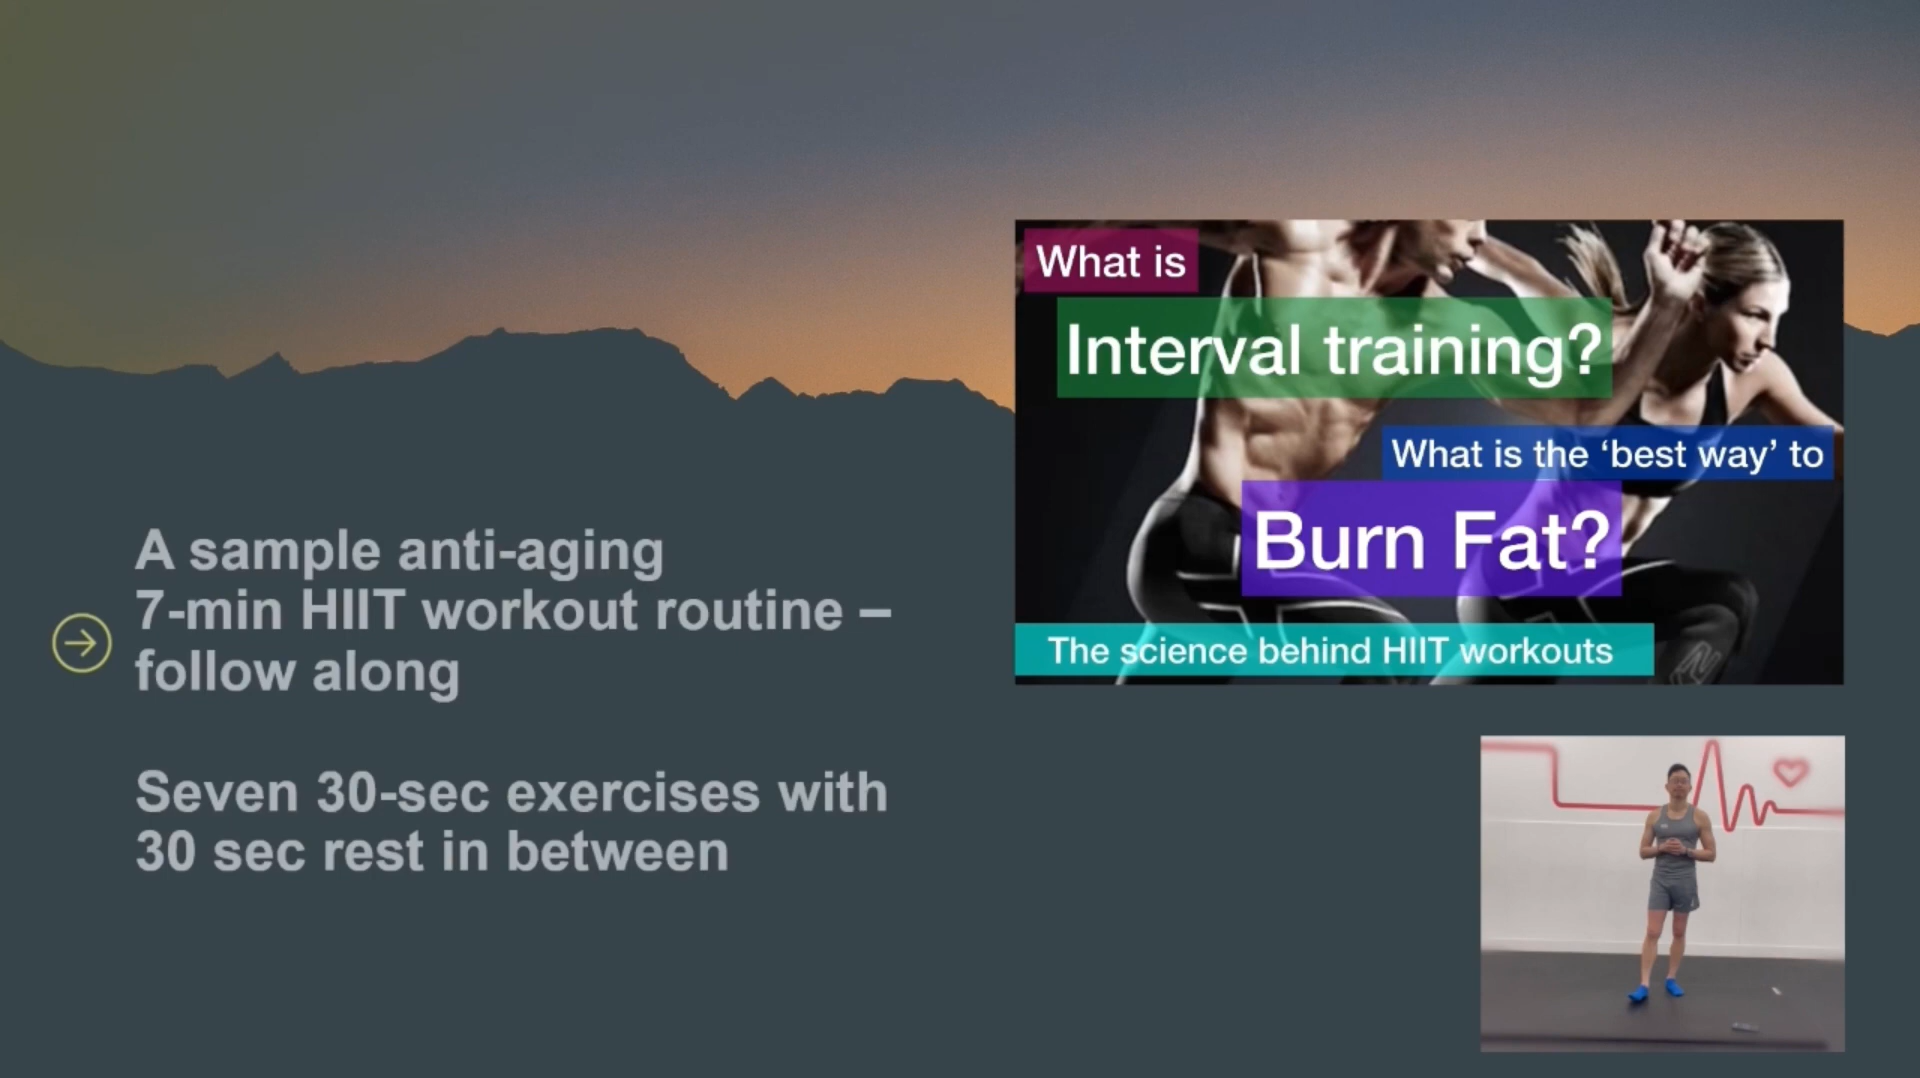 A sample anti-aging
7-min HIIT workout routine –
follow along
Seven 30-sec exercises with
30 sec rest in between
What is
Interval training?
What is the ‘best way’ to
Burn Fat?
The science behind HIIT workouts